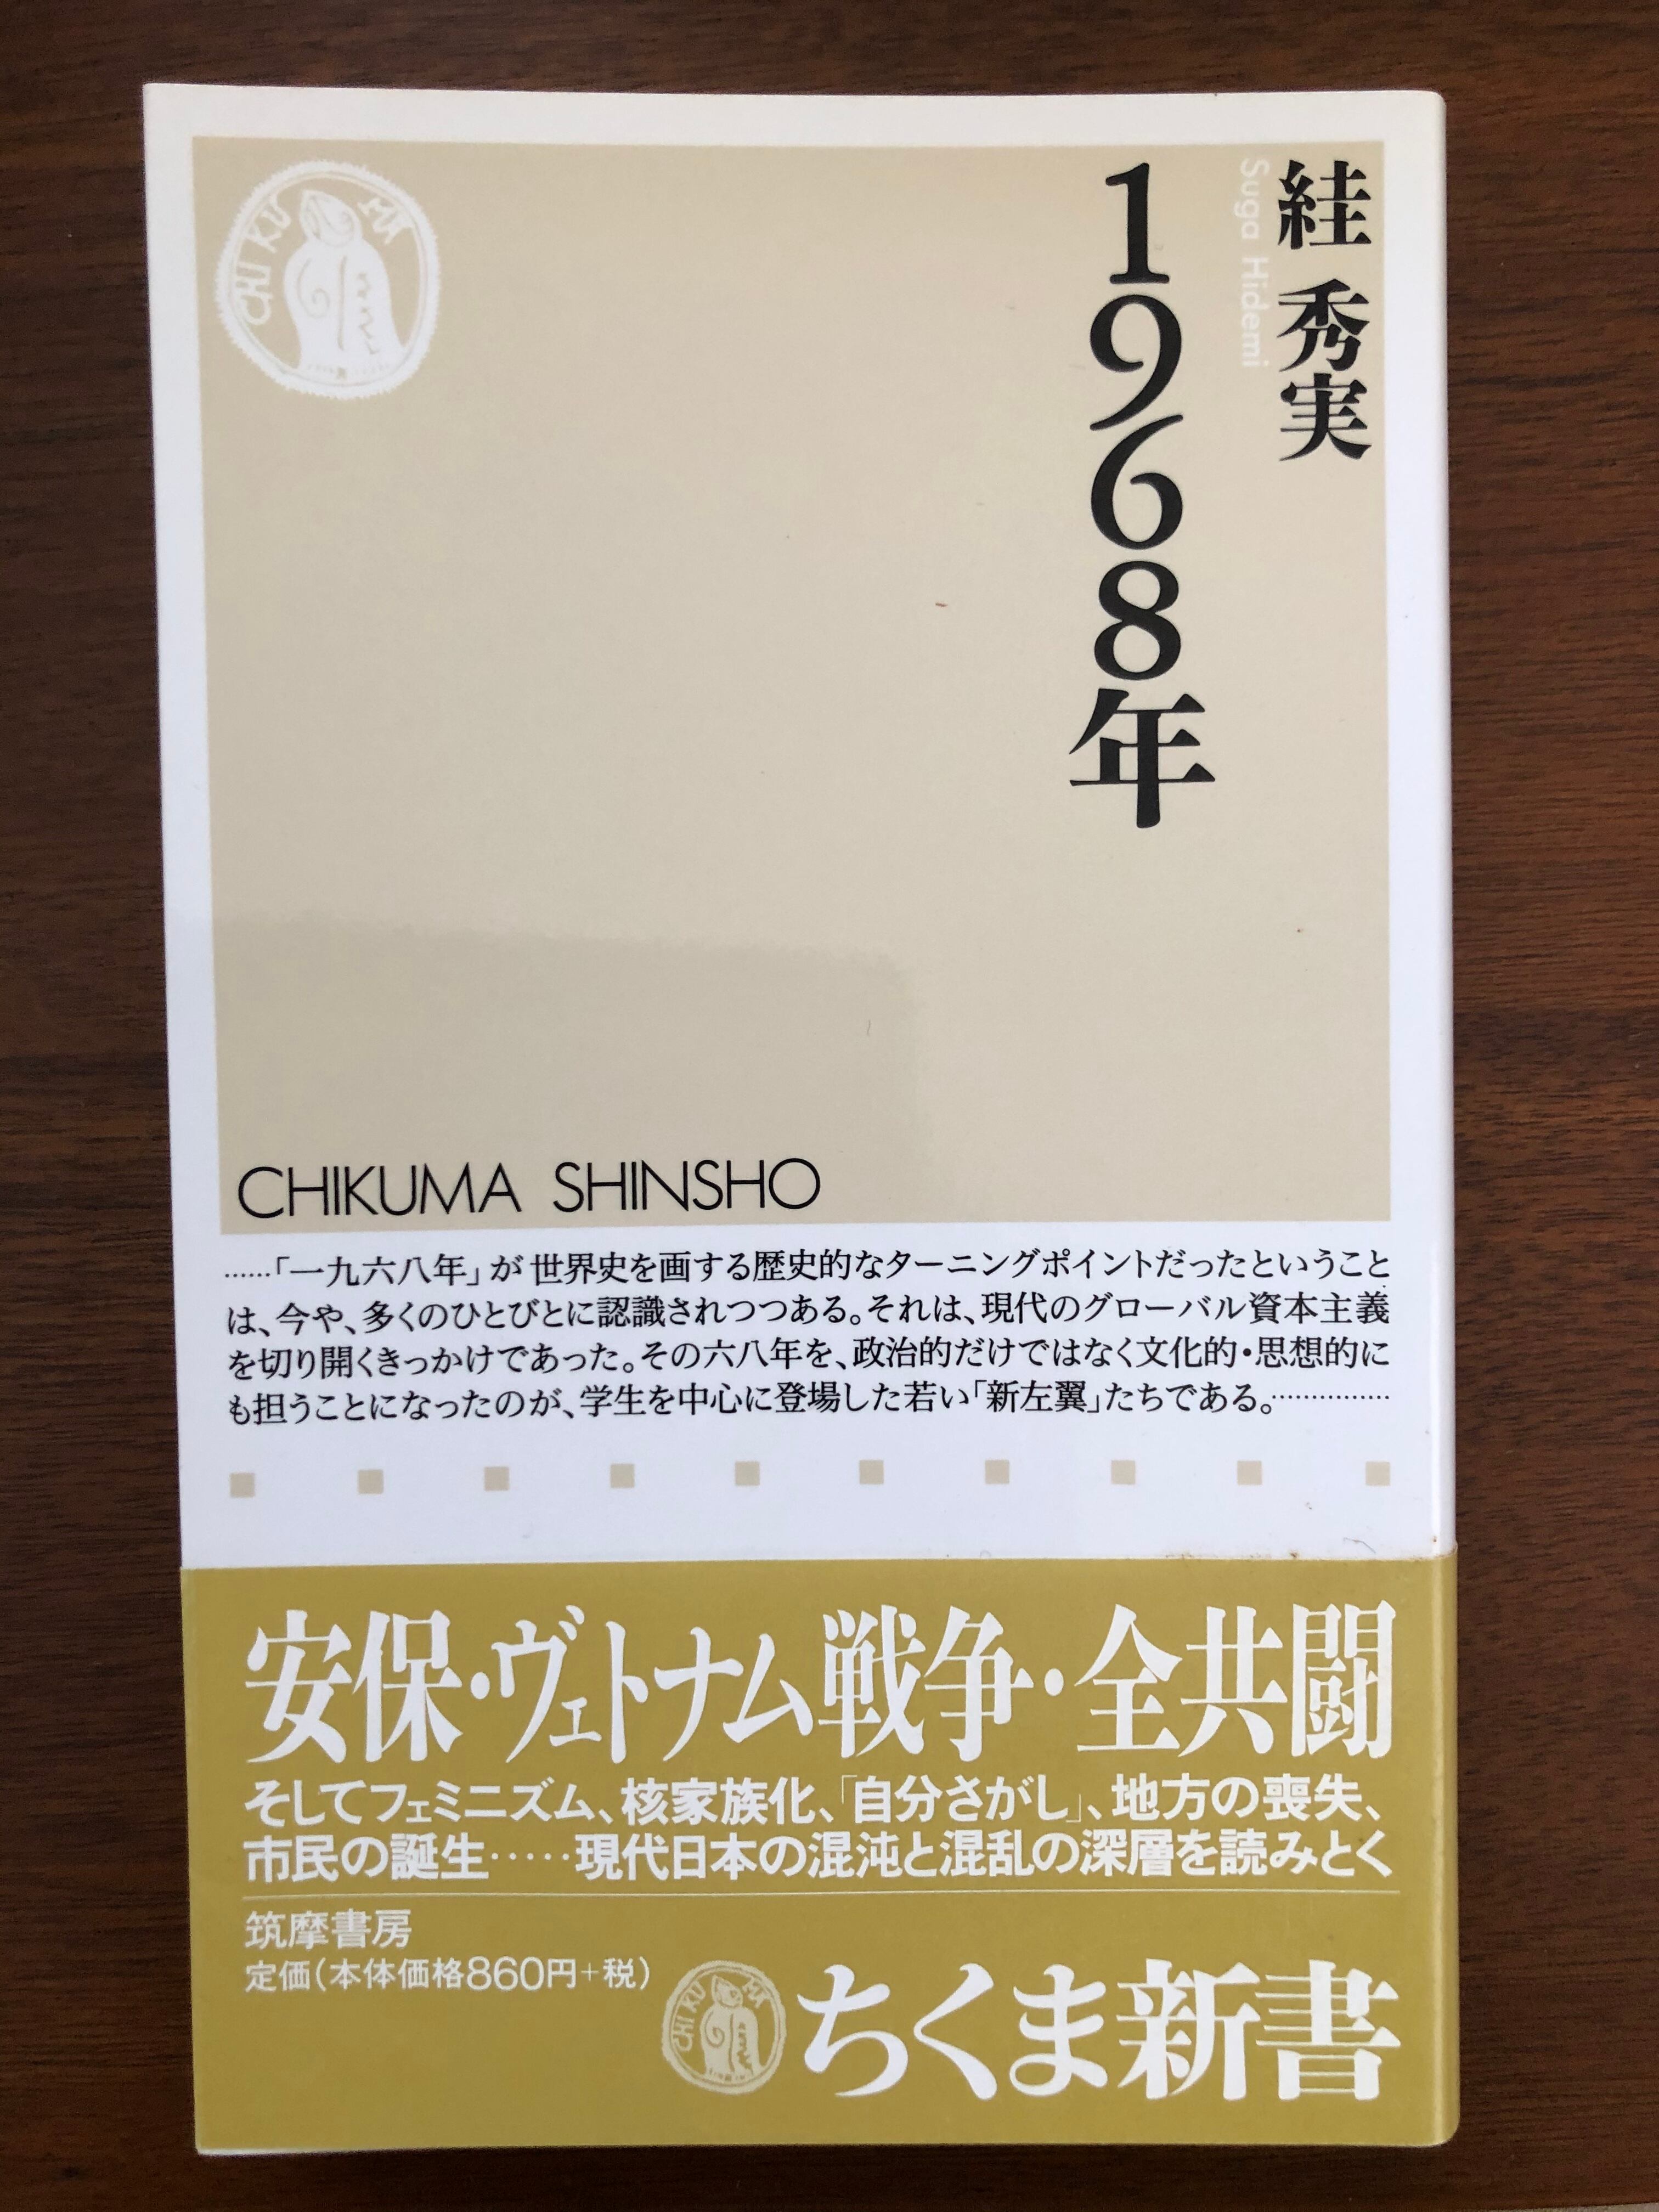 絓 秀実
Suga Hidemi
1968年
CHIKUMA
CHIKUMA SHINSHO
……「一九六八年」が世界史を画する歴史的なターニングポイントだったということ
は、今や、多くのひとびとに認識されつつある。それは、現代のグローバル資本主義
を切り開くきっかけであった。その六八年を、政治的だけではなく文化的・思想的に
も担うことになったのが、学生を中心に登場した若い「新左翼」たちである。……………
安保・ヴェトナム戦争・全共闘
そしてフェミニズム、核家族化、「自分さがし」、地方の喪失、
市民の誕生……現代日本の混沌と混乱の深層を読みとく
筑摩書房
定価(本体価格860円+税)
CHIKUMA
ちくま新書